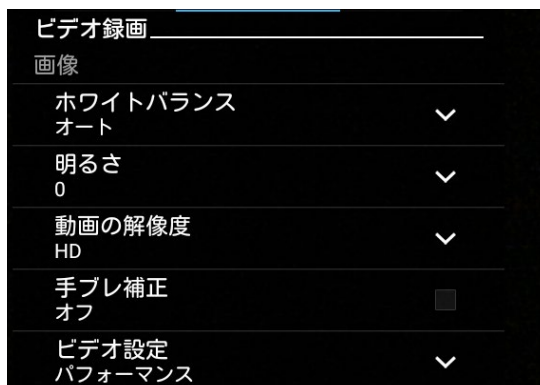 ビデオ録画
画像
ホワイトバランス
オート
明るさ
0
動画の解像度
HD
手ブレ補正
オフ
ビデオ設定
パフォーマンス